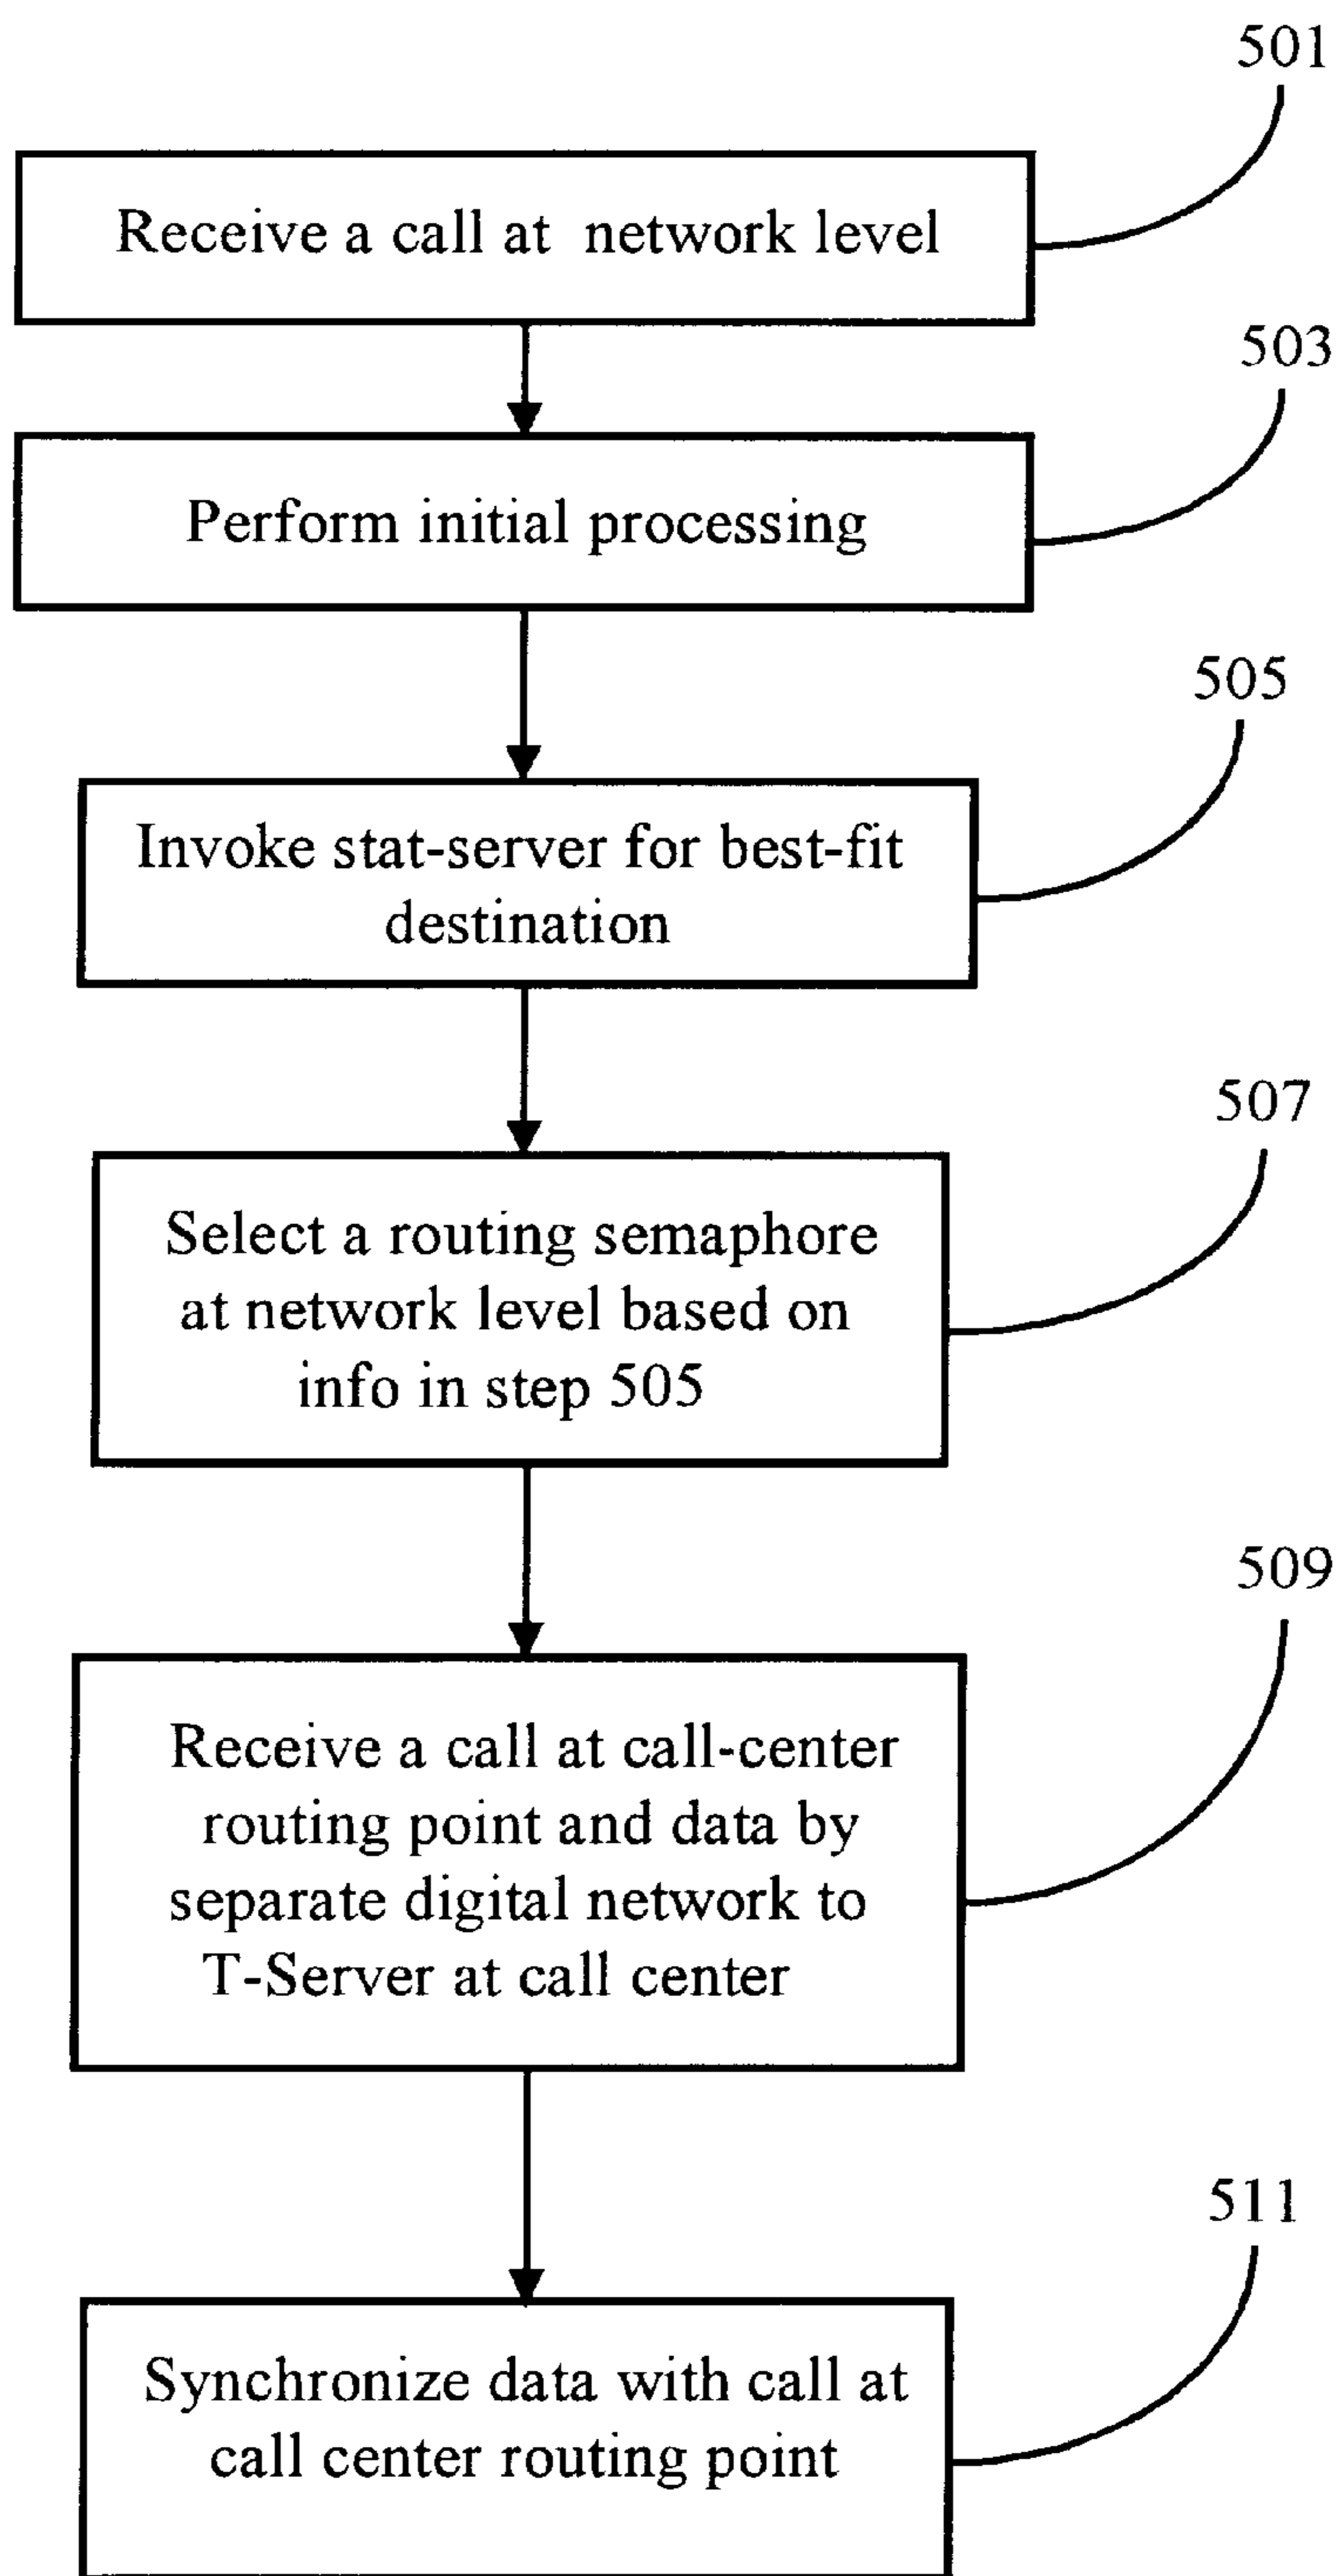 501
Receive a call at network level
503
Perform initial processing
505
Invoke stat-server for best-fit
destination
507
Select a routing semaphore
at network level based on
info in step 505
509
Receive a call at call-center
routing point and data by
separate digital network to
T-Server at call center
511
Synchronize data with call at
call center routing point